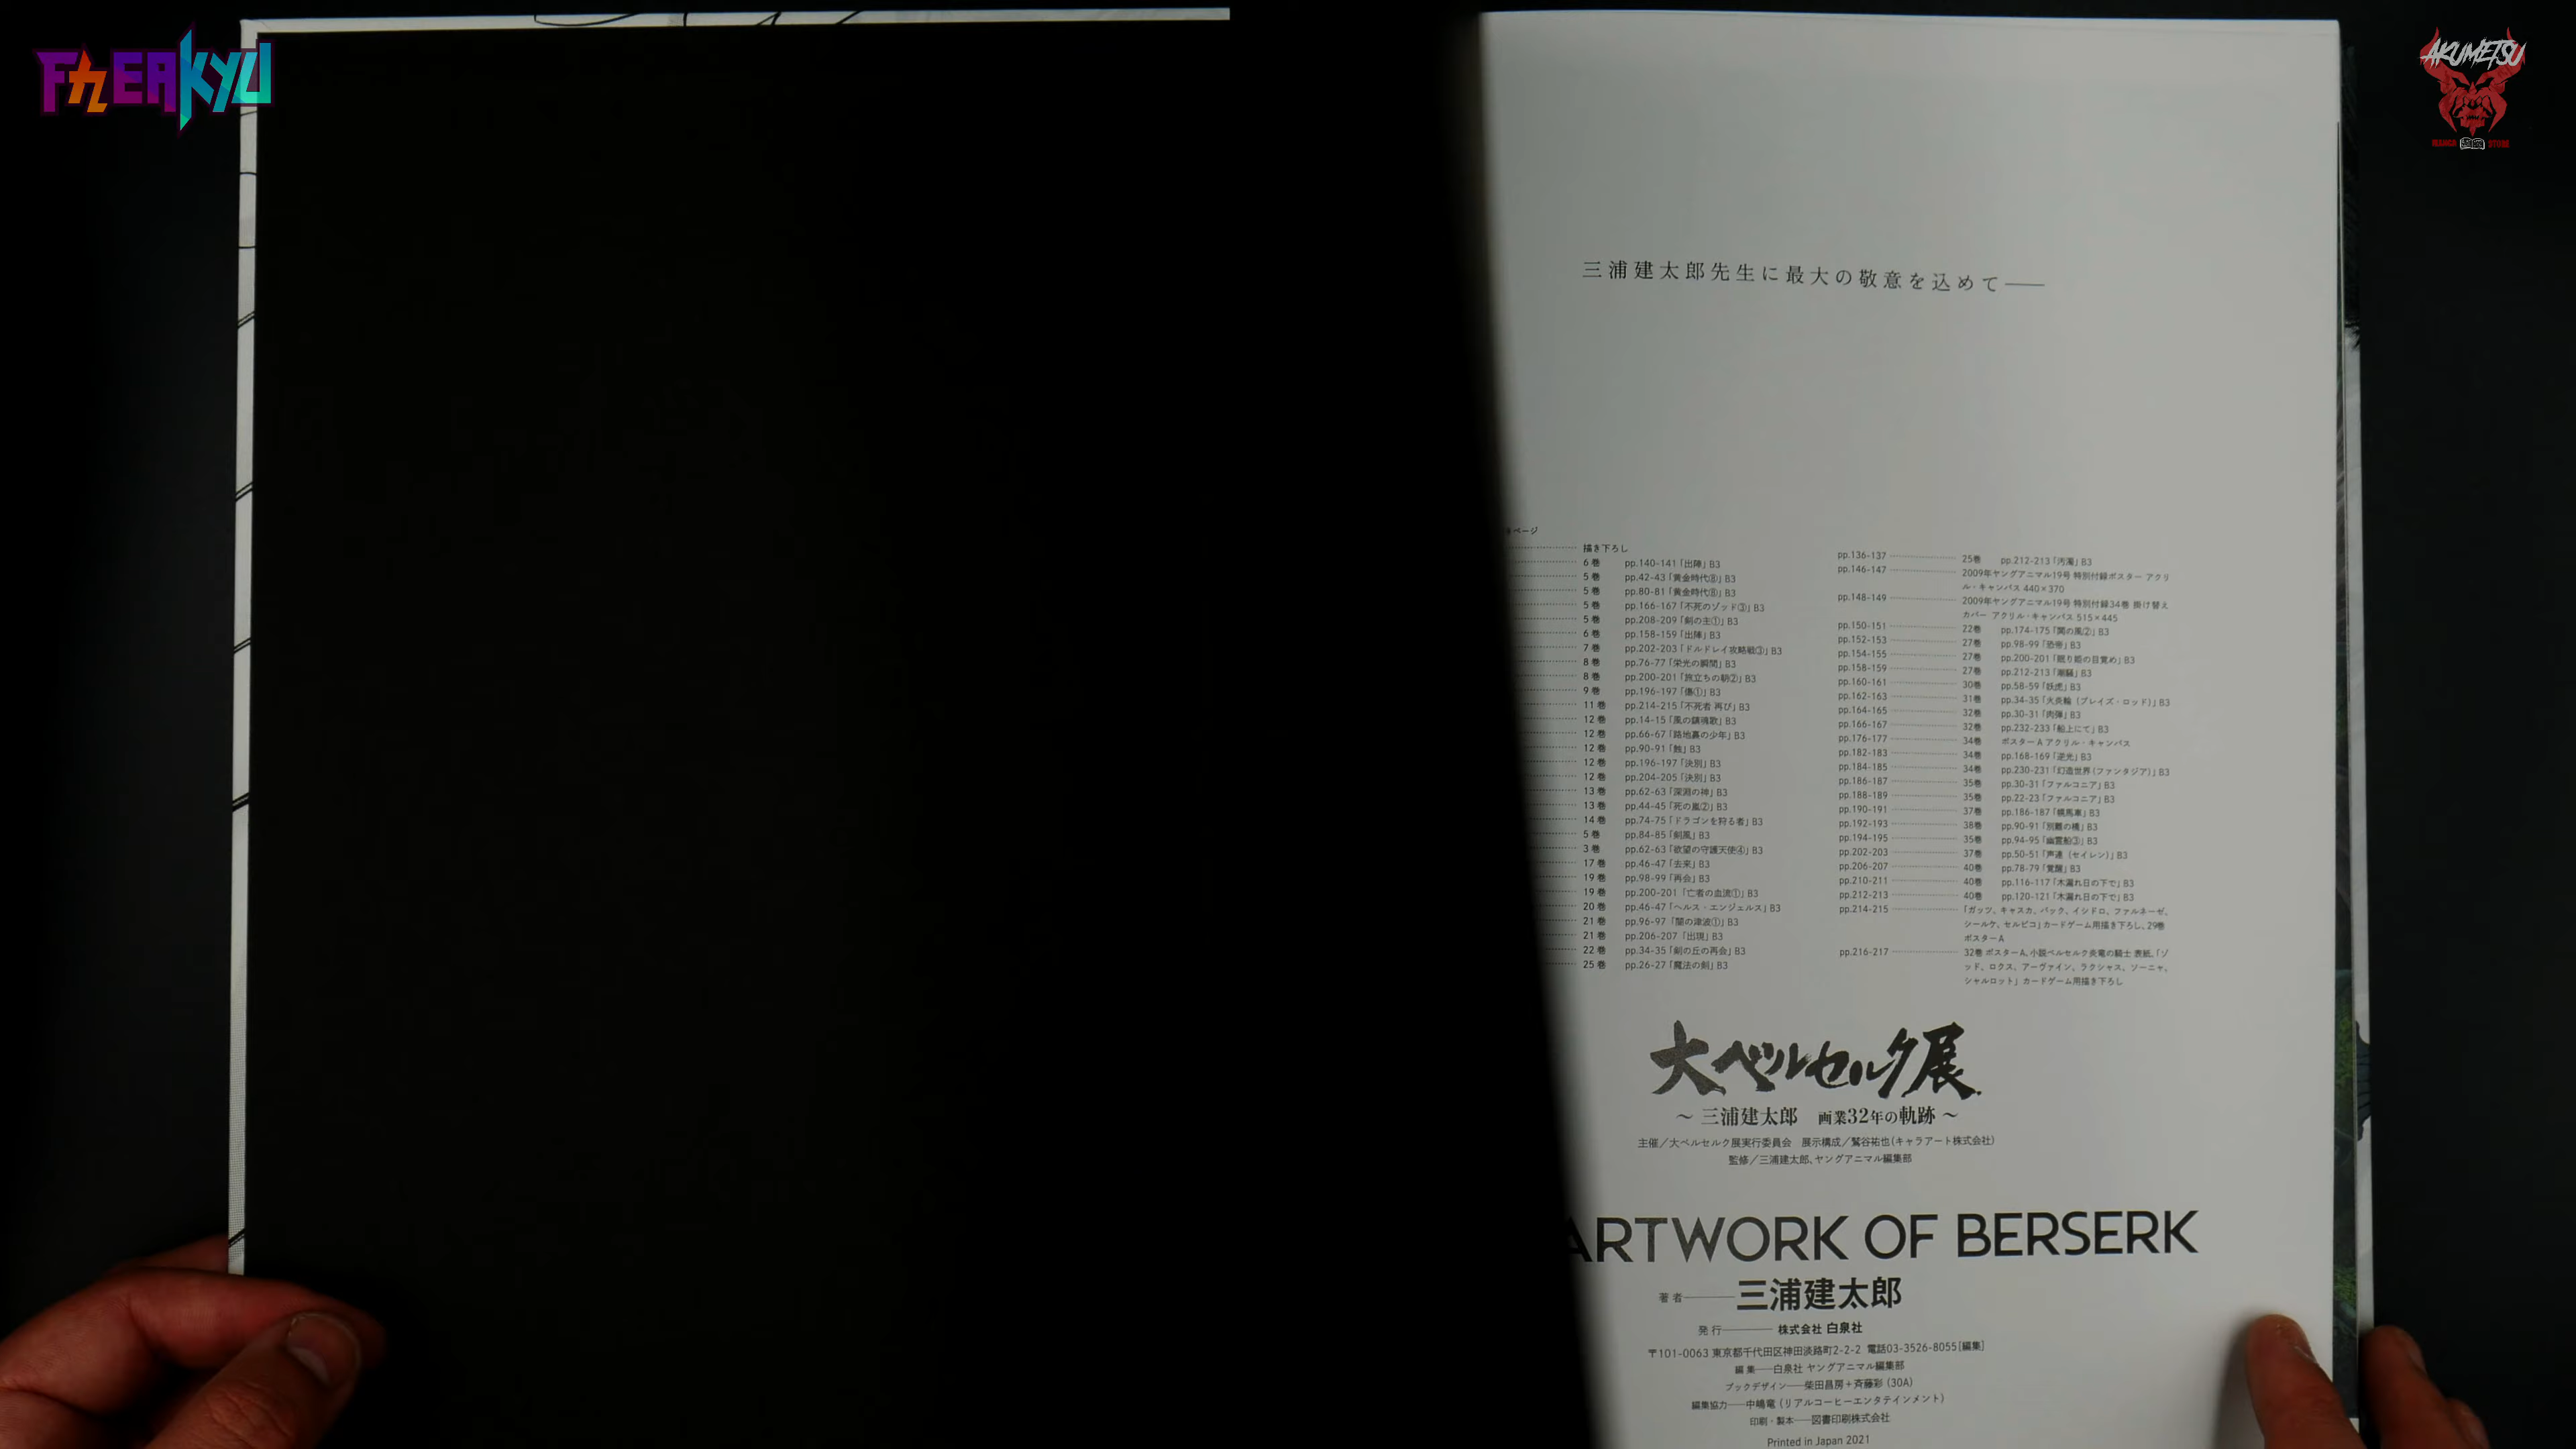 FREAKYU
AKUMETSU
MANGA STORE
三浦建太郎先生に最大の敬意を込めて――
ページ
描き下ろし
6巻 pp.140-141「出陣」B3
5巻 pp.42-43「黄金時代⑧」B3
5巻 pp.80-81「黄金時代⑧」B3
5巻 pp.166-167「不死のゾッド③」B3
5巻 pp.208-209「剣の主①」B3
6巻 pp.158-159「出陣」B3
7巻 pp.202-203「ドルドレイ攻略戦③」B3
8巻 pp.76-77「栄光の瞬間」B3
8巻 pp.200-201「旅立ちの朝②」B3
9巻 pp.196-197「傷①」B3
11巻 pp.214-215「不死者 再び」B3
12巻 pp.14-15「風の鎮魂歌」B3
12巻 pp.66-67「路地裏の少年」B3
12巻 pp.90-91「蝕」B3
12巻 pp.196-197「決別」B3
12巻 pp.204-205「決別」B3
13巻 pp.62-63「深淵の神」B3
13巻 pp.44-45「死の嵐②」B3
14巻 pp.74-75「ドラゴンを狩る者」B3
5巻 pp.84-85「剣風」B3
3巻 pp.62-63「欲望の守護天使④」B3
17巻 pp.46-47「去来」B3
19巻 pp.98-99「再会」B3
19巻 pp.200-201「亡者の血流①」B3
20巻 pp.46-47「ヘルス・エンジェルス」B3
21巻 pp.96-97「闇の津波①」B3
21巻 pp.206-207「出現」B3
22巻 pp.34-35「剣の丘の再会」B3
25巻 pp.26-27「魔法の剣」B3
pp.136-137 25巻 pp.212-213「汚濁」B3
pp.146-147 2009年ヤングアニマル19号 特別付録ポスター アクリ
ル・キャンバス 440×370
pp.148-149 2009年ヤングアニマル19号 特別付録34巻 掛け替え
カバー アクリル・キャンバス 515×445
pp.150-151 22巻 pp.174-175「関の風②」B3
pp.152-153 27巻 pp.98-99「恐帝」B3
pp.154-155 27巻 pp.200-201「眠り姫の目覚め」B3
pp.158-159 27巻 pp.212-213「潮騒」B3
pp.160-161 30巻 pp.58-59「妖虎」B3
pp.162-163 31巻 pp.34-35「火炎輪（ブレイズ・ロッド）」B3
pp.164-165 32巻 pp.30-31「肉弾」B3
pp.166-167 32巻 pp.232-233「船上にて」B3
pp.176-177 34巻 ポスターA アクリル・キャンバス
pp.182-183 34巻 pp.168-169「逆光」B3
pp.184-185 34巻 pp.230-231「幻造世界（ファンタジア）」B3
pp.186-187 35巻 pp.30-31「ファルコニア」B3
pp.188-189 35巻 pp.22-23「ファルコニア」B3
pp.190-191 37巻 pp.186-187「幌馬車」B3
pp.192-193 38巻 pp.90-91「別離の橋」B3
pp.194-195 35巻 pp.94-95「幽霊船③」B3
pp.202-203 37巻 pp.50-51「声達（セイレン）」B3
pp.206-207 40巻 pp.78-79「覚醒」B3
pp.210-211 40巻 pp.116-117「木漏れ日の下で」B3
pp.212-213 40巻 pp.120-121「木漏れ日の下で」B3
pp.214-215 「ガッツ、キャスカ、パック、イシドロ、ファルネーゼ、
シールケ、セルピコ」カードゲーム用描き下ろし、29巻
ポスターA
pp.216-217 32巻 ポスターA、小説ベルセルク炎竜の騎士 表紙、「ゾ
ッド、ロクス、アーヴァイン、ラクシャス、ソーニャ、
シャルロット」カードゲーム用描き下ろし
大ベルセルク展
～ 三浦建太郎 画業32年の軌跡 ～
主催／大ベルセルク展実行委員会 展示構成／鷲谷祐也（キャラアート株式会社）
監修／三浦建太郎、ヤングアニマル編集部
ARTWORK OF BERSERK
著者――三浦建太郎
発行――株式会社 白泉社
〒101-0063 東京都千代田区神田淡路町2-2-2 電話03-3526-8055［編集］
編集――白泉社 ヤングアニマル編集部
ブックデザイン――柴田昌房＋斉藤彩（30A）
編集協力――中嶋竜（リアルコーヒーエンタテインメント）
印刷・製本――図書印刷株式会社
Printed in Japan 2021